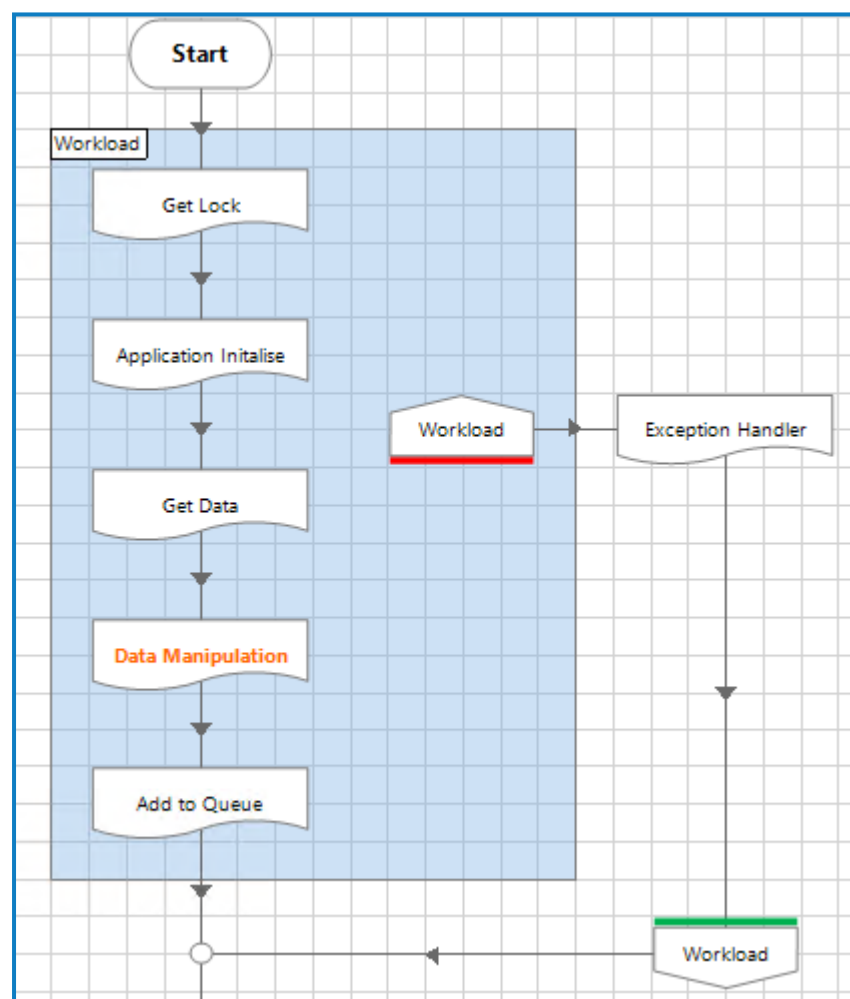 Start
Workload
Get Lock
Application Initalise
Workload
Exception Handler
Get Data
Data Manipulation
Add to Queue
Workload